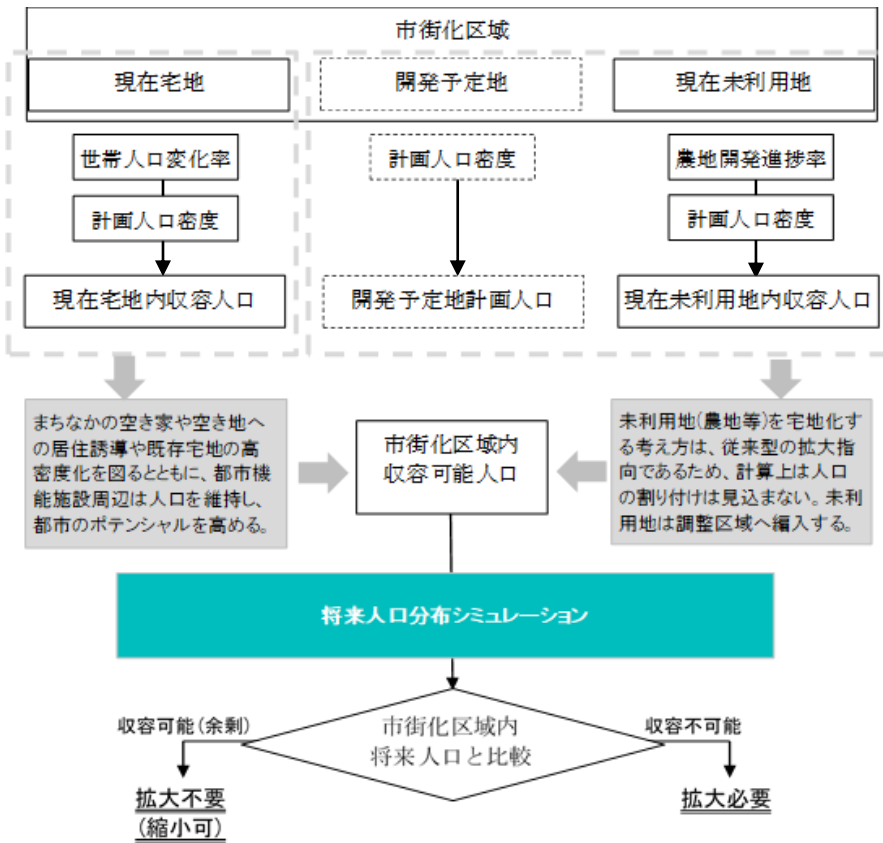 市街化区域
現在宅地
開発予定地
現在未利用地
世帯人口変化率
計画人口密度
農地開発進捗率
計画人口密度
計画人口密度
現在宅地内収容人口
開発予定地計画人口
現在未利用地内収容人口
まちなかの空き家や空き地へ
の居住誘導や既存宅地の高
密度化を図るとともに、都市機
能施設周辺は人口を維持し、
都市のポテンシャルを高める。
市街化区域内
収容可能人口
未利用地(農地等)を宅地化す
る考え方は、従来型の拡大指
向であるため、計算上は人口
の割り付けは見込まない。未利
用地は調整区域へ編入する。
将来人口分布シミュレーション
収容可能(余剰)
市街化区域内
将来人口と比較
収容不可能
拡大不要
(縮小可)
拡大必要